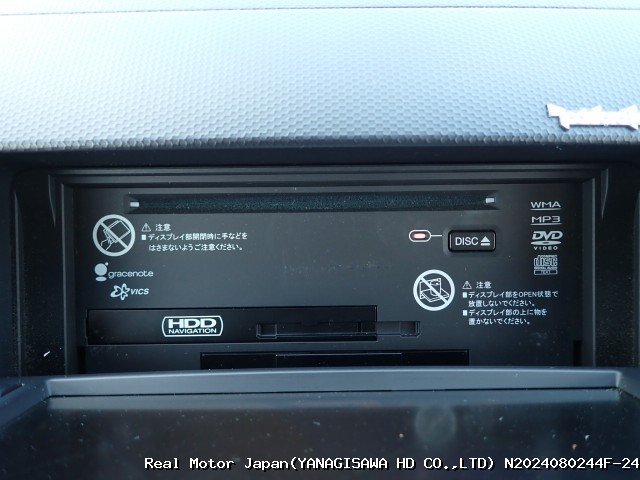 WMA
MP3
DVD
VIDEO
COMPACT
DISC
DIGITAL AUDIO
TEXT
⚠ 注意
■ ディスプレイ部開閉時に手などを
はさまないようご注意ください。
DISC ⏏
gracenote
VICS
⚠ 注意
■ ディスプレイ部をOPEN状態で
放置しないでください。
■ ディスプレイ部の上に物を
置かないでください。
HDD
NAVIGATION
Real Motor Japan(YANAGISAWA HD CO.,LTD) N2024080244F-24